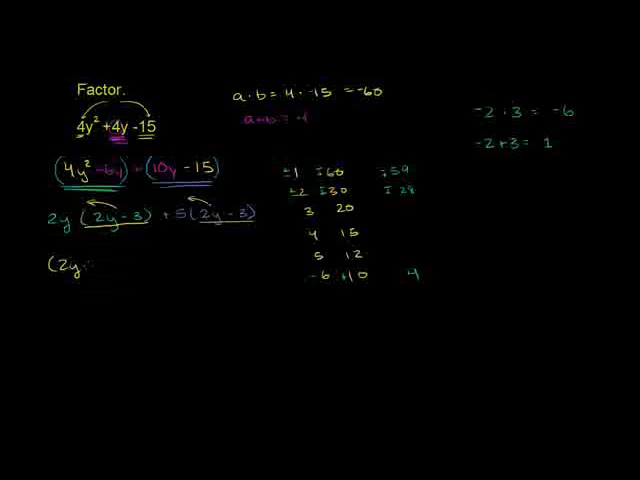 Factor.
a · b = 4 · -15 = -60
4y² +4y -15
a+b = 4
-2 · 3 = -6
-2+3 = 1
(4y² -6y) + (10y -15)
±1 ∓60 ∓59
±2 ∓30 ∓28
3 20
2y (2y - 3) + 5 (2y - 3)
4 15
5 12
(2y -
-6 +10 4